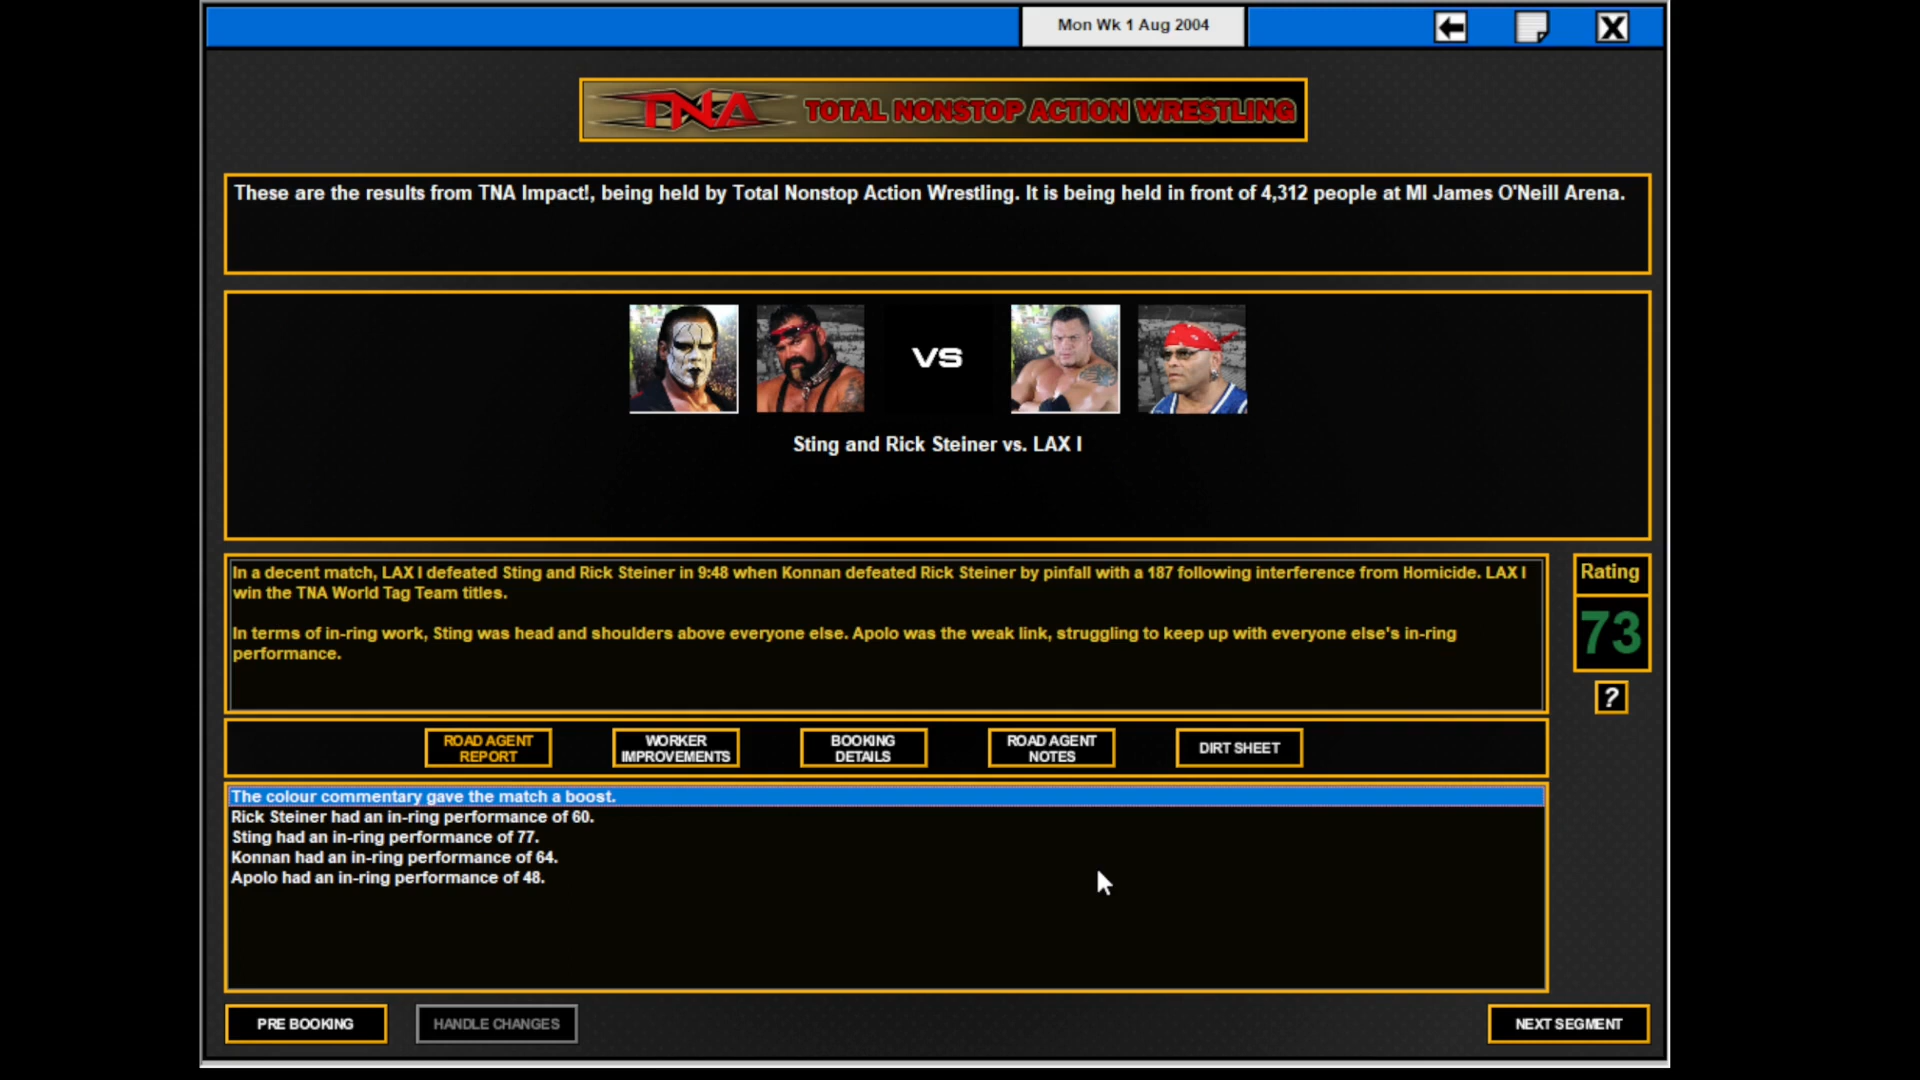 Mon Wk 1 Aug 2004
TNA TOTAL NONSTOP ACTION WRESTLING
These are the results from TNA Impact!, being held by Total Nonstop Action Wrestling. It is being held in front of 4,312 people at MI James O'Neill Arena.
VS
Sting and Rick Steiner vs. LAX I
In a decent match, LAX I defeated Sting and Rick Steiner in 9:48 when Konnan defeated Rick Steiner by pinfall with a 187 following interference from Homicide. LAX I
win the TNA World Tag Team titles.
In terms of in-ring work, Sting was head and shoulders above everyone else. Apolo was the weak link, struggling to keep up with everyone else's in-ring
performance.
Rating
73
?
ROAD AGENT
REPORT
WORKER
IMPROVEMENTS
BOOKING
DETAILS
ROAD AGENT
NOTES
DIRT SHEET
The colour commentary gave the match a boost.
Rick Steiner had an in-ring performance of 60.
Sting had an in-ring performance of 77.
Konnan had an in-ring performance of 64.
Apolo had an in-ring performance of 48.
PRE BOOKING
HANDLE CHANGES
NEXT SEGMENT